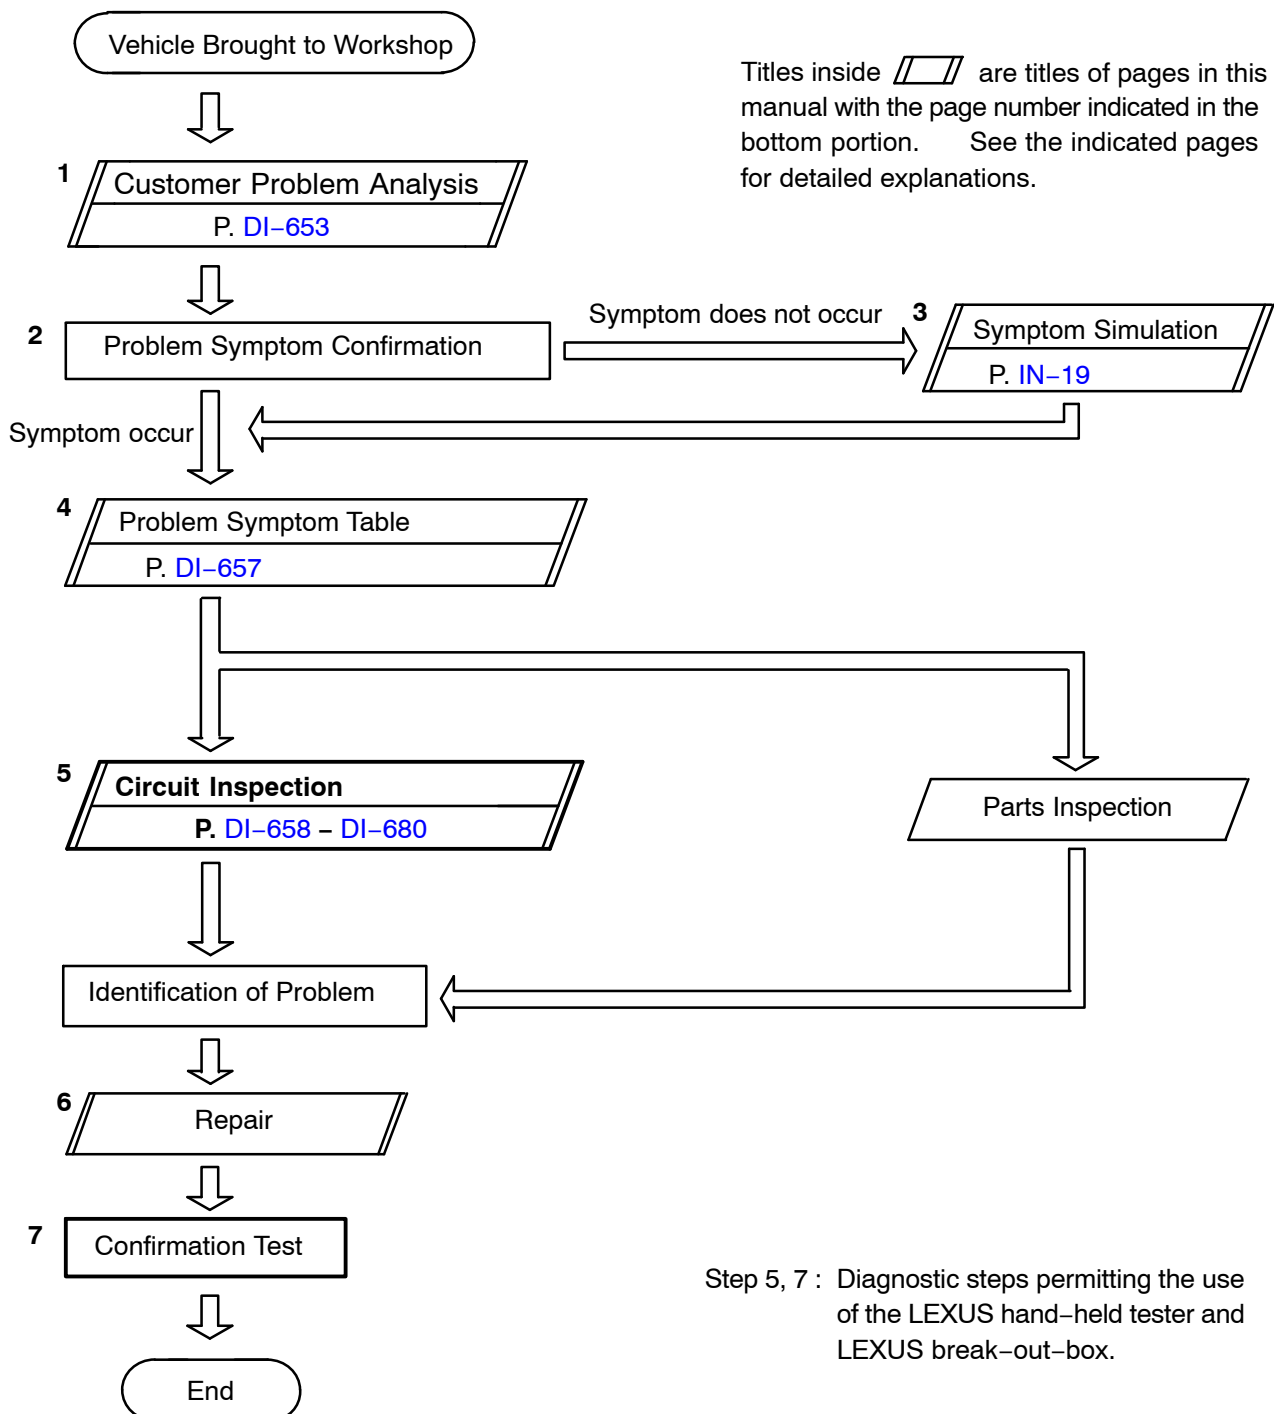 Vehicle Brought to Workshop
Titles inside are titles of pages in this
manual with the page number indicated in the
bottom portion. See the indicated pages
for detailed explanations.
1
Customer Problem Analysis
P. DI–653
2
Problem Symptom Confirmation
Symptom does not occur
3
Symptom Simulation
P. IN–19
Symptom occur
4
Problem Symptom Table
P. DI–657
5
Circuit Inspection
P. DI–658 – DI–680
Parts Inspection
Identification of Problem
6
Repair
7
Confirmation Test
Step 5, 7 : Diagnostic steps permitting the use
of the LEXUS hand–held tester and
LEXUS break–out–box.
End